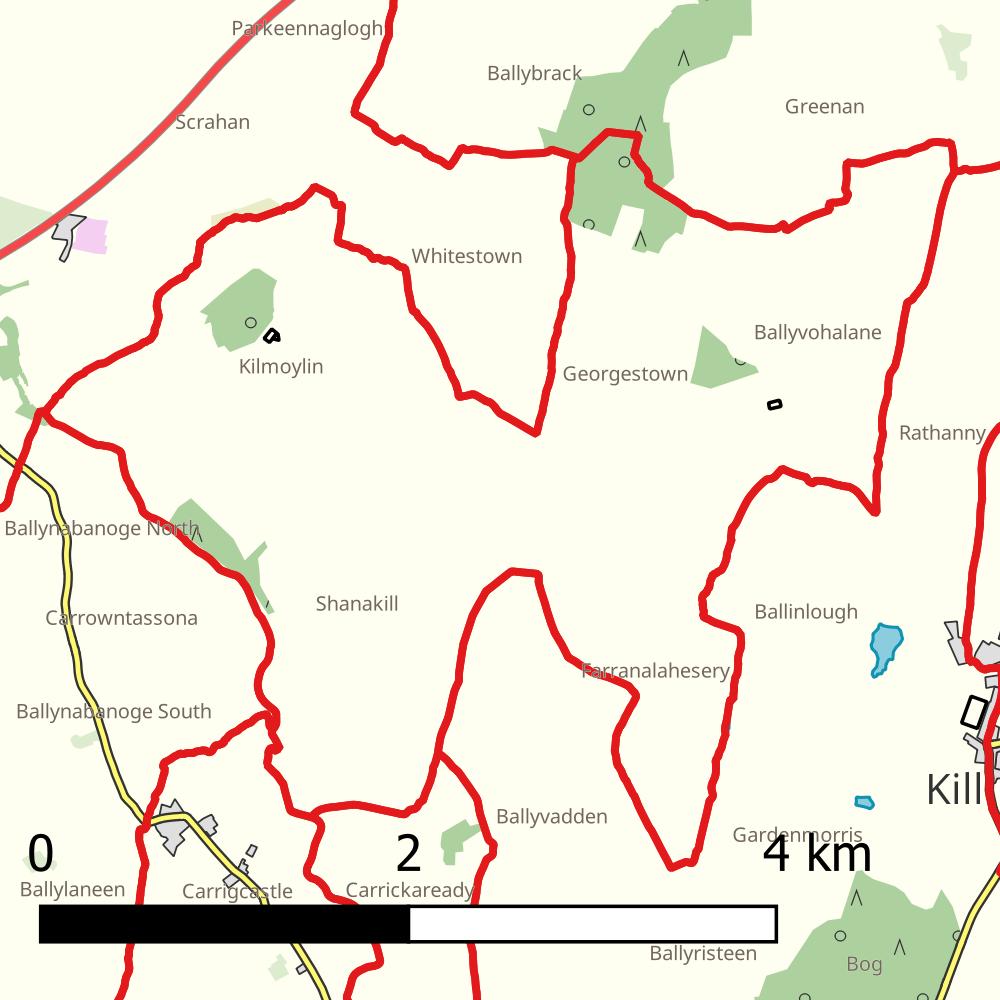 Parkeennaglogh
Ballybrack
Greenan
Scrahan
Whitestown
Ballyvohalane
Kilmoylin
Georgestown
Rathanny
Ballynabanoge North
Shanakill
Carrowntassona
Ballinlough
Farranalahesery
Ballynabanoge South
Kill
Ballyvadden
Gardenmorris
0 2 4 km
Ballylaneen
Carrigcastle
Carrickaready
Ballyristeen
Bog